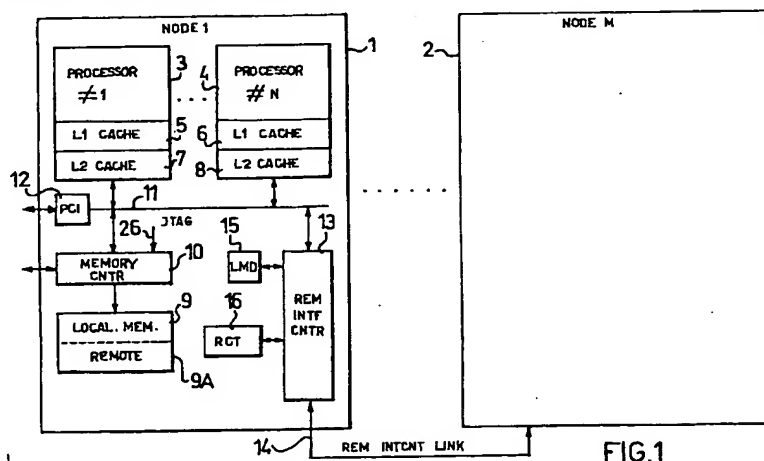 NODE 1
1
NODE M
2
PROCESSOR
≠1
3
4
PROCESSOR
# N
L1 CACHE
5
6
L1 CACHE
L2 CACHE
7
8
L2 CACHE
12
PCI
11
26
JTAG
15
13
10
MEMORY
CNTR
LMD
REM
INTF
CNTR
16
RCT
9
LOCAL. MEM.
REMOTE
9A
14
REM INTCNT LINK
FIG.1